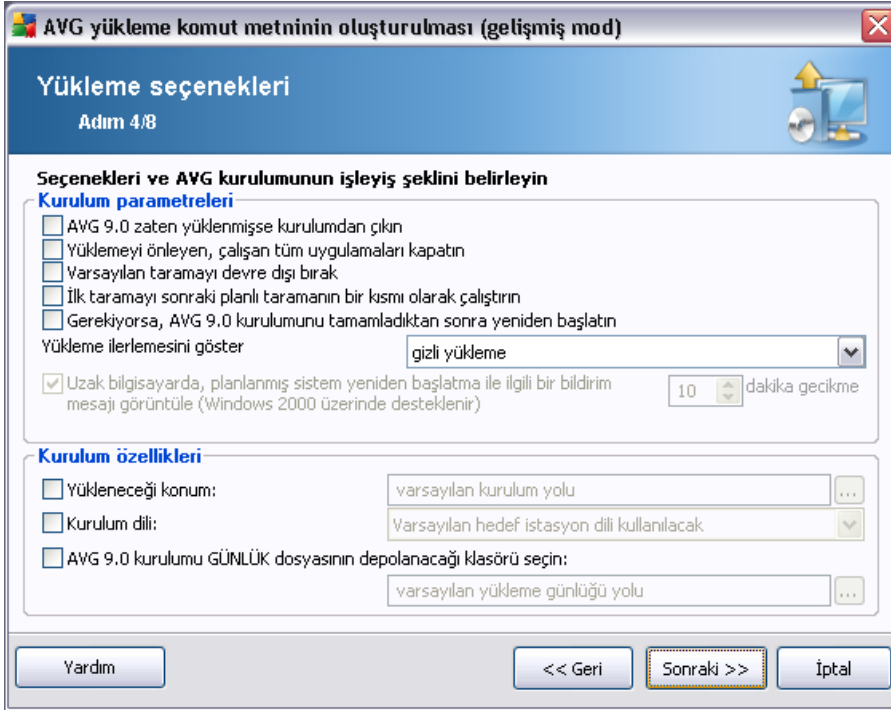 AVG yükleme komut metninin oluşturulması (gelişmiş mod)
Yükleme seçenekleri
Adım 4/8
Seçenekleri ve AVG kurulumunun işleyiş şeklini belirleyin
Kurulum parametreleri
AVG 9.0 zaten yüklenmişse kurulumdan çıkın
Yüklemeyi önleyen, çalışan tüm uygulamaları kapatın
Varsayılan taramayı devre dışı bırak
İlk taramayı sonraki planlı taramanın bir kısmı olarak çalıştırın
Gerekiyorsa, AVG 9.0 kurulumunu tamamladıktan sonra yeniden başlatın
Yükleme ilerlemesini göster gizli yükleme
Uzak bilgisayarda, planlanmış sistem yeniden başlatma ile ilgili bir bildirim
mesajı görüntüle (Windows 2000 üzerinde desteklenir) 10 dakika gecikme
Kurulum özellikleri
Yükleneceği konum: varsayılan kurulum yolu ...
Kurulum dili: Varsayılan hedef istasyon dili kullanılacak
AVG 9.0 kurulumu GÜNLÜK dosyasının depolanacağı klasörü seçin:
varsayılan yükleme günlüğü yolu ...
Yardım << Geri Sonraki >> İptal